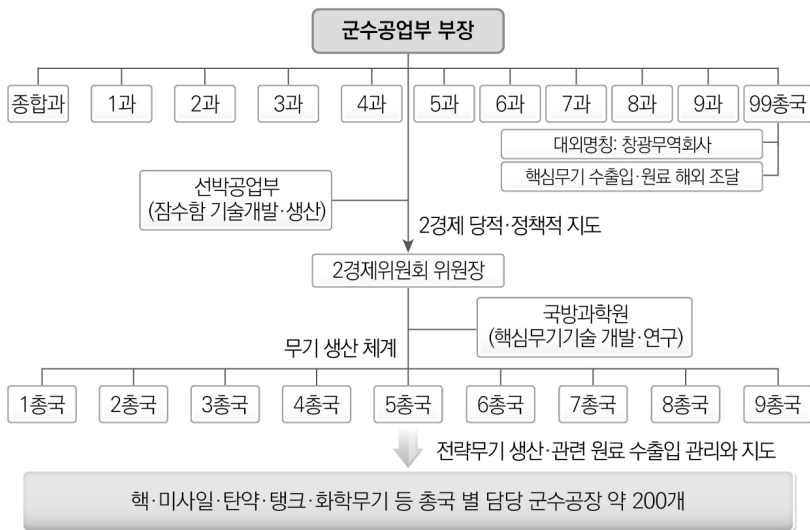 군수공업부 부장
종합과 1과 2과 3과 4과 5과 6과 7과 8과 9과 99총국
대외명칭: 창광무역회사
핵심무기 수출입·원료 해외 조달
선박공업부
(잠수함 기술개발·생산)
2경제 당적·정책적 지도
2경제위원회 위원장
국방과학원
(핵심무기기술 개발·연구)
무기 생산 체계
1총국 2총국 3총국 4총국 5총국 6총국 7총국 8총국 9총국
전략무기 생산·관련 원료 수출입 관리와 지도
핵·미사일·탄약·탱크·화학무기 등 총국 별 담당 군수공장 약 200개